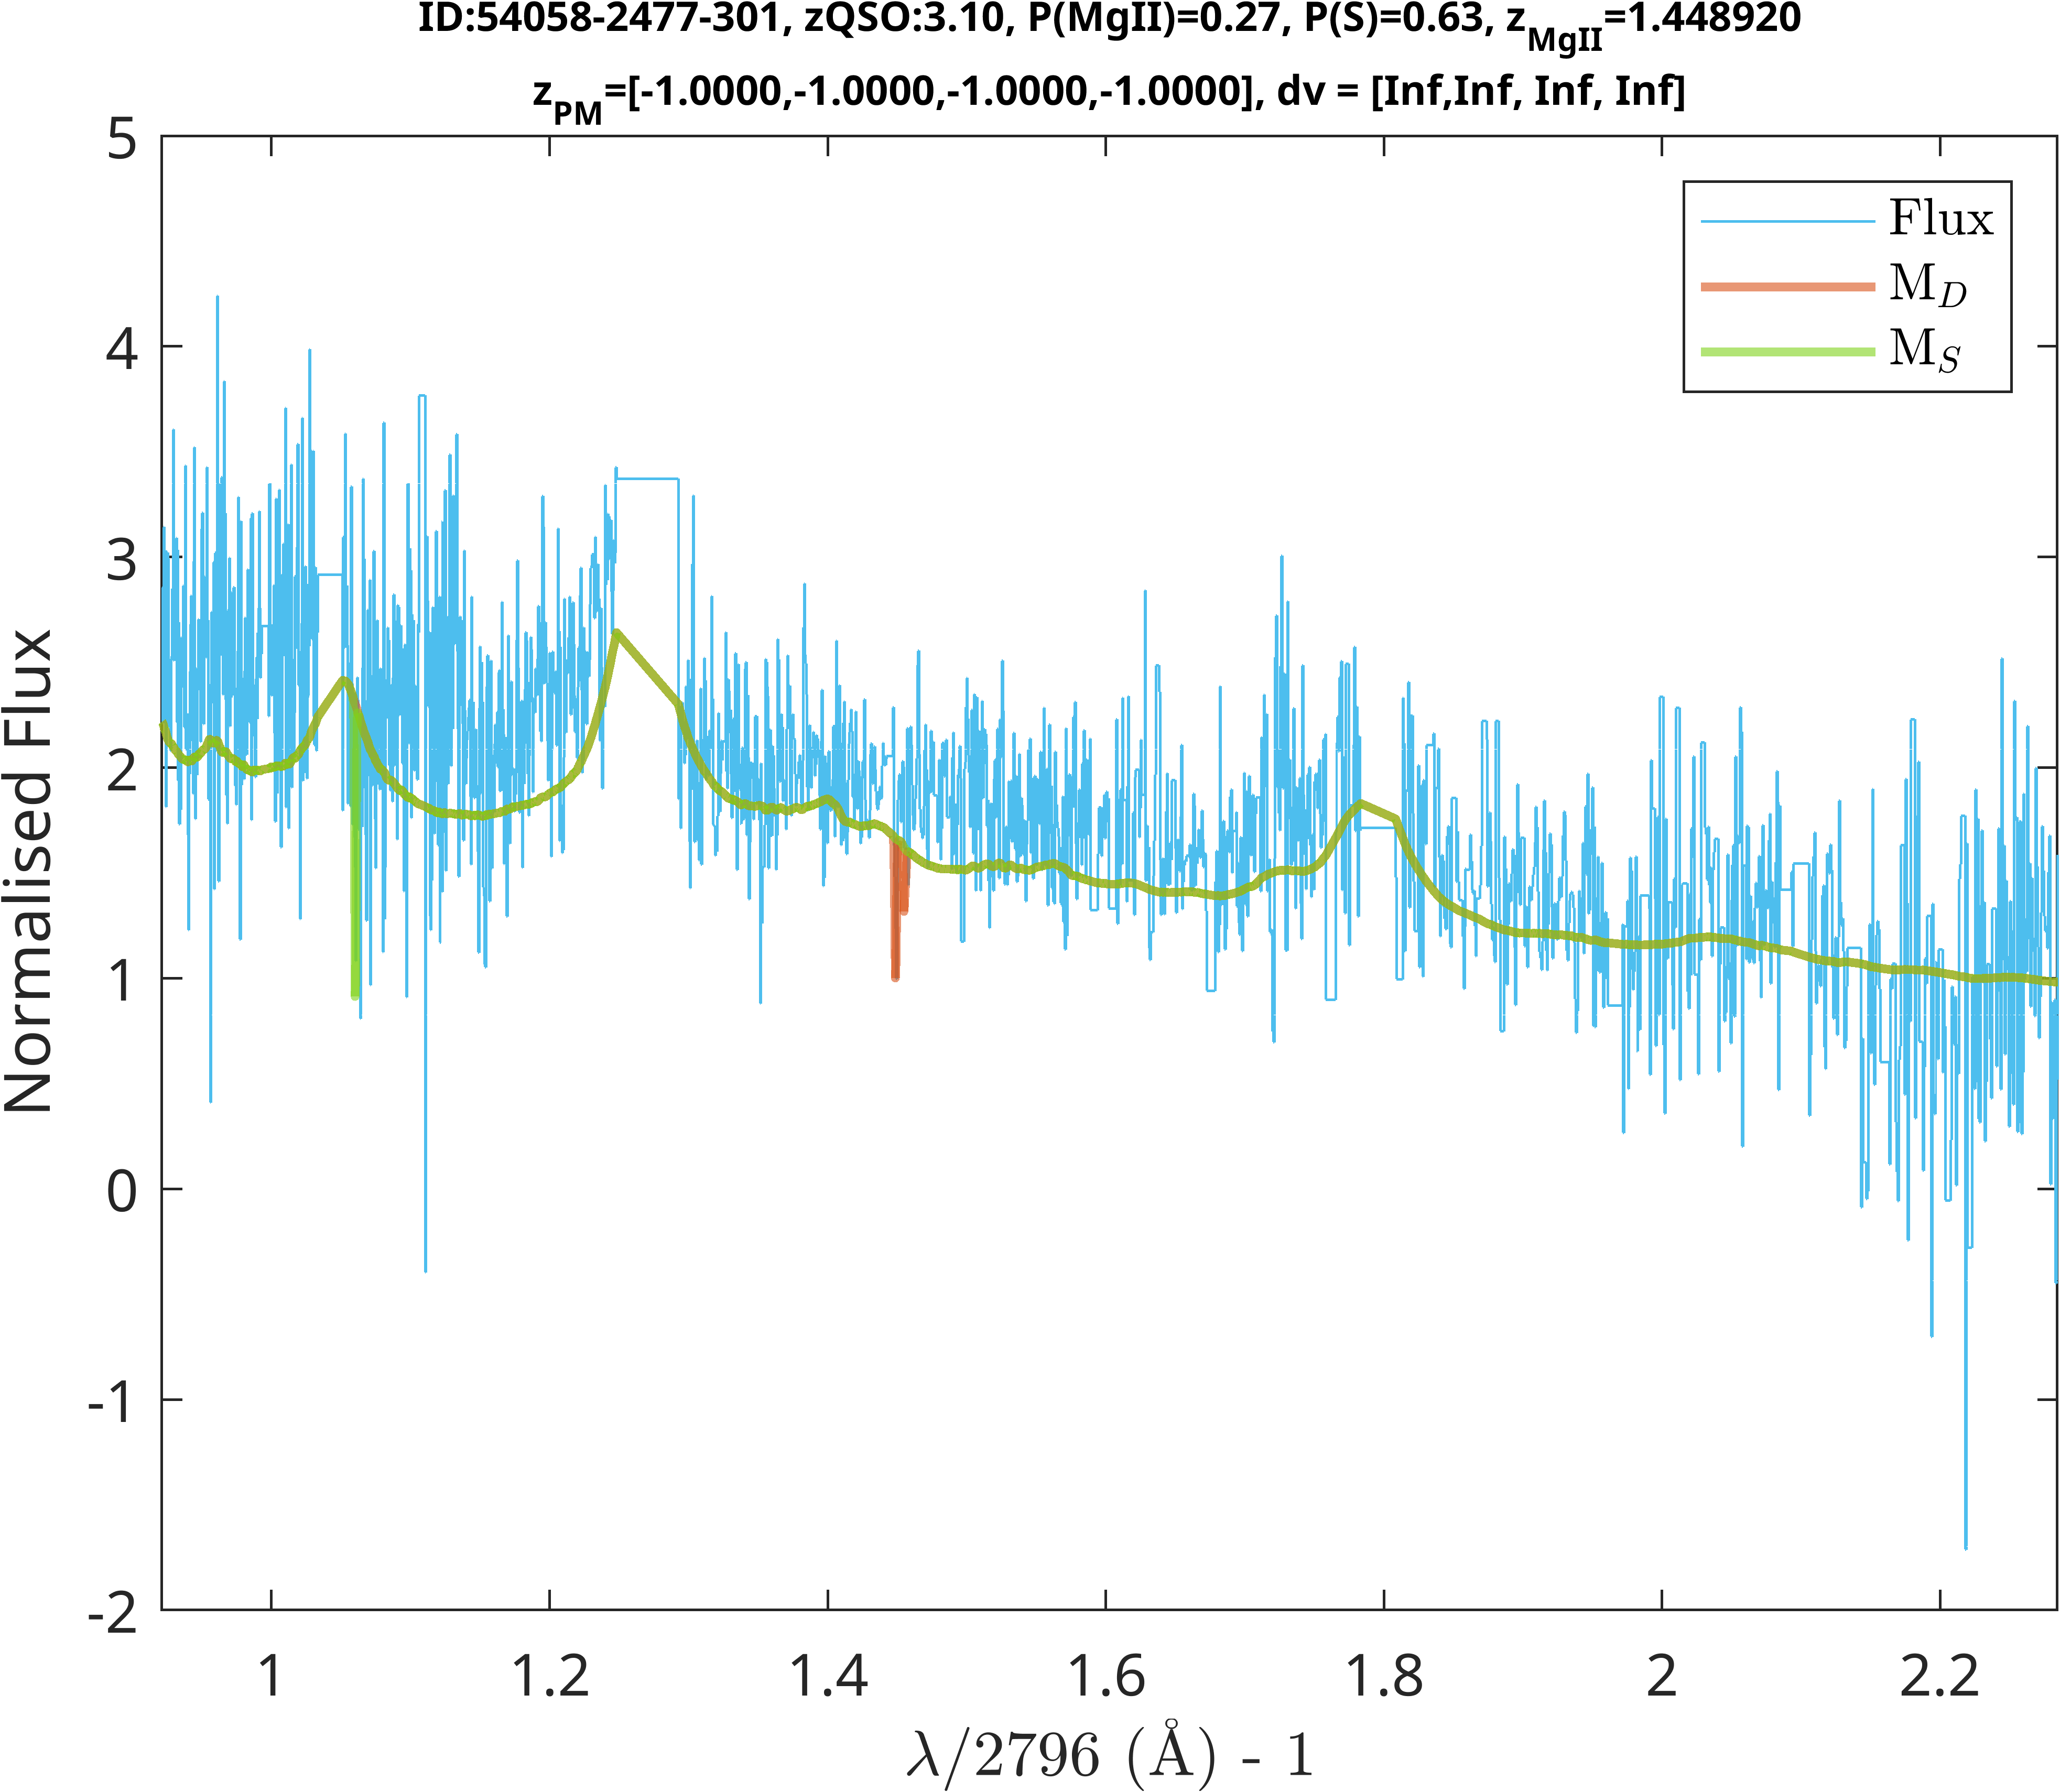 ID:54058-2477-301, zQSO:3.10, P(MgII)=0.27, P(S)=0.63, zMgII=1.448920
zPM=[-1.0000,-1.0000,-1.0000,-1.0000], dv = [Inf,Inf, Inf, Inf]
5
4
3
2
1
0
-1
-2
Normalised Flux
Flux
MD
MS
1 1.2 1.4 1.6 1.8 2 2.2
λ/2796 (Å) - 1